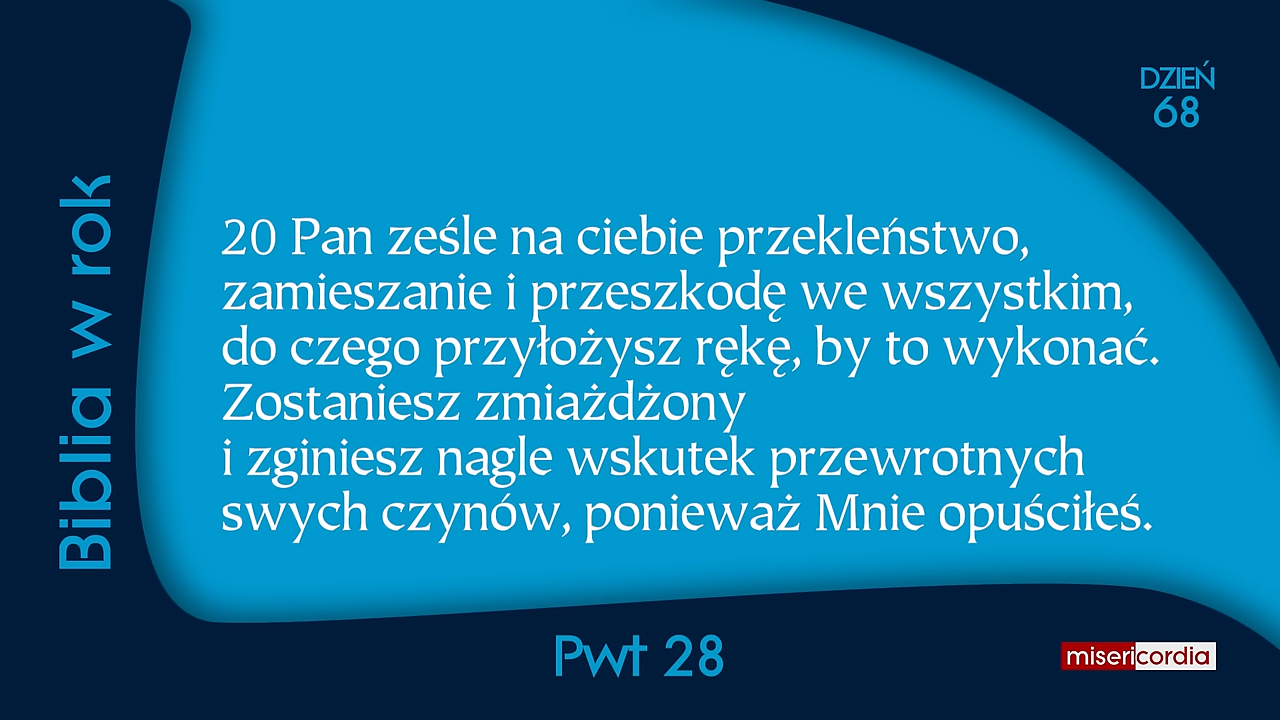 DZIEŃ
68
Biblia w rok
20 Pan ześle na ciebie przekleństwo,
zamieszanie i przeszkodę we wszystkim,
do czego przyłożysz rękę, by to wykonać.
Zostaniesz zmiażdżony
i zginiesz nagle wskutek przewrotnych
swych czynów, ponieważ Mnie opuściłeś.
Pwt 28
misericordia